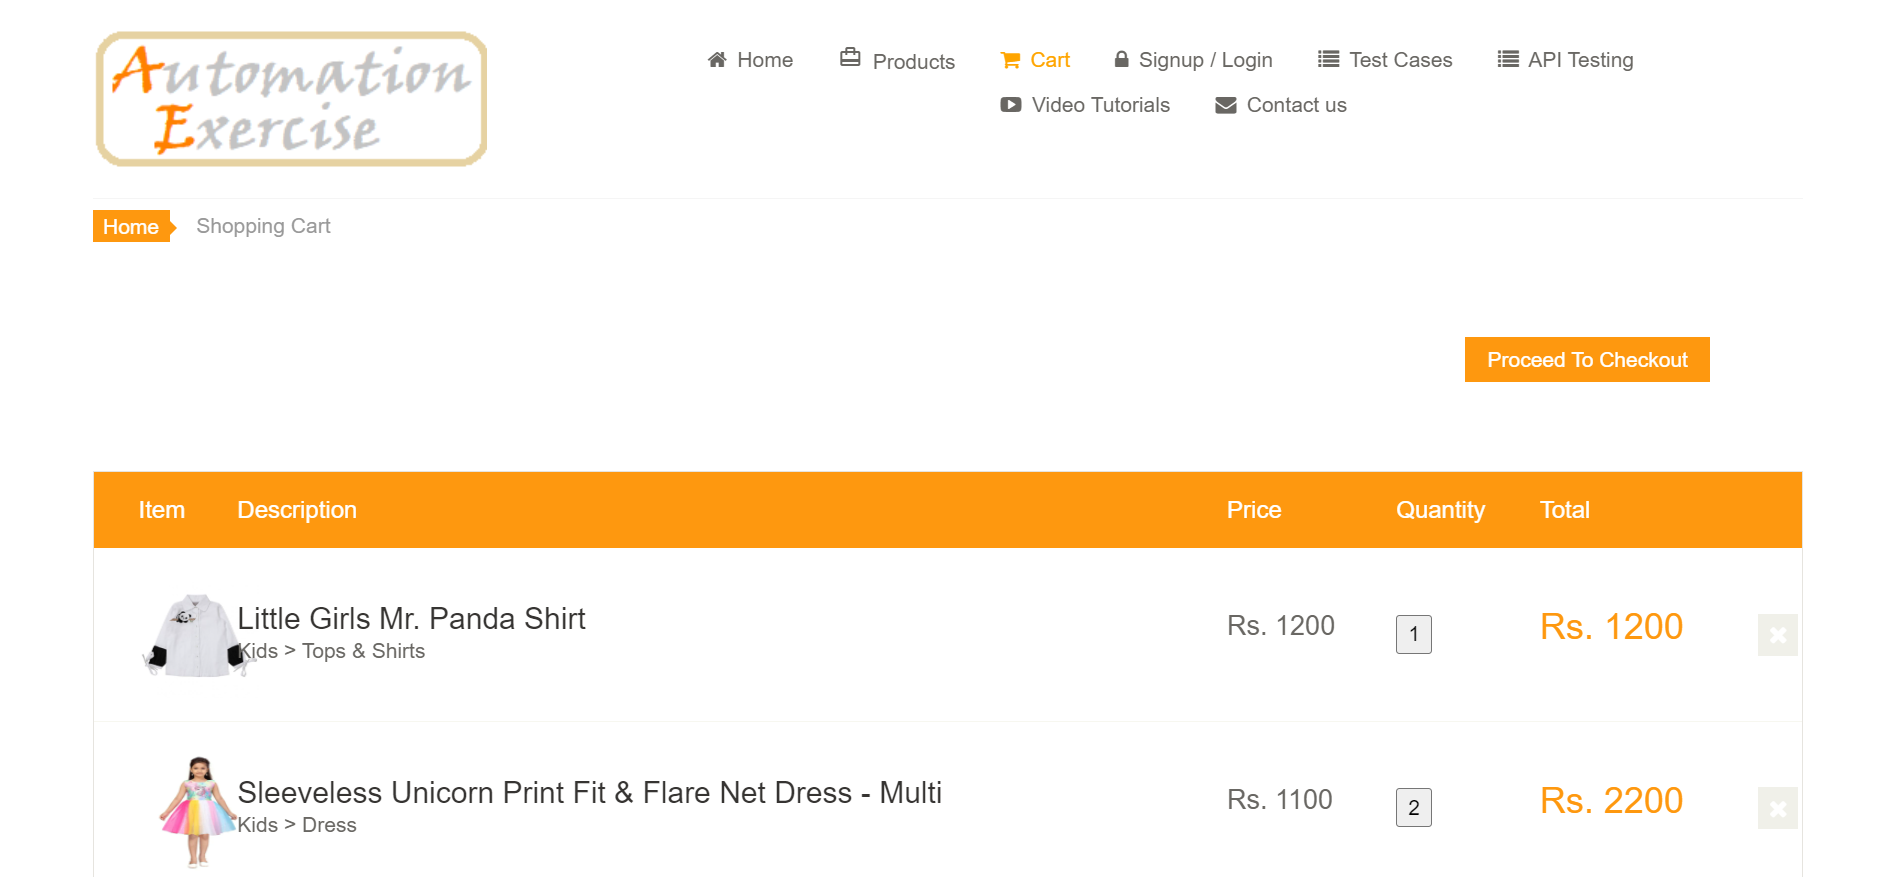 Automation
Exercise
Home
Products
Cart
Signup / Login
Test Cases
API Testing
Video Tutorials
Contact us
Home
Shopping Cart
Proceed To Checkout
Item Description Price Quantity Total
Little Girls Mr. Panda Shirt
Kids > Tops & Shirts
Rs. 1200
1
Rs. 1200
Sleeveless Unicorn Print Fit & Flare Net Dress - Multi
Kids > Dress
Rs. 1100
2
Rs. 2200